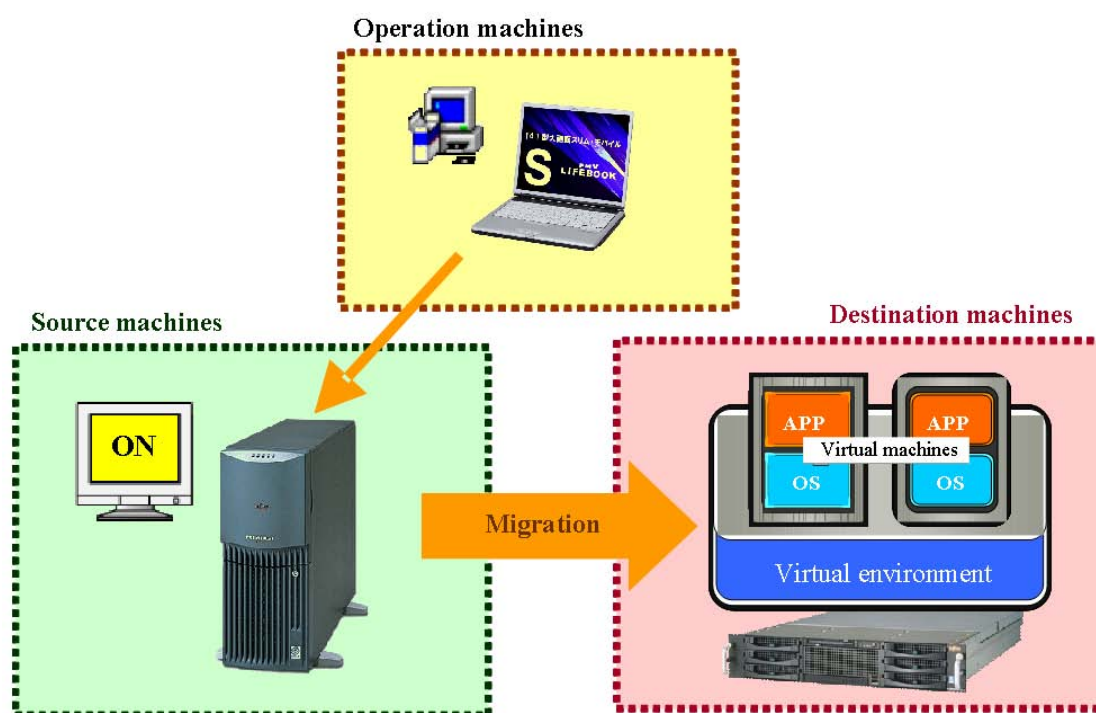 Operation machines
S
LIFEBOOK
Source machines
Destination machines
ON
APP
APP
Virtual machines
OS
OS
Migration
Virtual environment